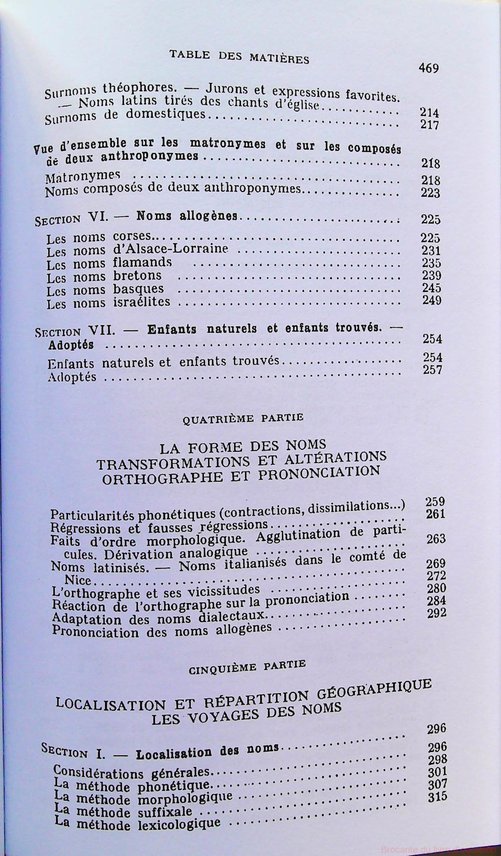 TABLE DES MATIÈRES 469
Surnoms théophores. — Jurons et expressions favorites.
— Noms latins tirés des chants d'église........... 214
Surnoms de domestiques........................ 217
Vue d'ensemble sur les matronymes et sur les composés
de deux anthroponymes........................ 218
Matronymes .................................. 218
Noms composés de deux anthroponymes............. 223
SECTION VI. — Noms allogènes..................... 225
Les noms corses............................... 225
Les noms d'Alsace-Lorraine ..................... 231
Les noms flamands ............................ 235
Les noms bretons ............................. 239
Les noms basques ............................. 245
Les noms israélites ............................ 249
SECTION VII. — Enfants naturels et enfants trouvés. —
Adoptés .................................... 254
Enfants naturels et enfants trouvés................ 254
Adoptés ..................................... 257
QUATRIÈME PARTIE
LA FORME DES NOMS
TRANSFORMATIONS ET ALTÉRATIONS
ORTHOGRAPHE ET PRONONCIATION
Particularités phonétiques (contractions, dissimilations...) 259
Régressions et fausses régressions................. 261
Faits d'ordre morphologique. Agglutination de parti-
cules. Dérivation analogique .................... 263
Noms latinisés. — Noms italianisés dans le comté de
Nice........................................ 269
L'orthographe et ses vicissitudes .................. 272
Réaction de l'orthographe sur la prononciation ....... 280
Adaptation des noms dialectaux................... 284
Prononciation des noms allogènes ................. 292
CINQUIÈME PARTIE
LOCALISATION ET RÉPARTITION GÉOGRAPHIQUE
LES VOYAGES DES NOMS
SECTION I. — Localisation des noms................ 296
Considérations générales........................ 296
La méthode phonétique......................... 298
La méthode morphologique ...................... 301
La méthode suffixale ........................... 307
La méthode lexicologique ....................... 315